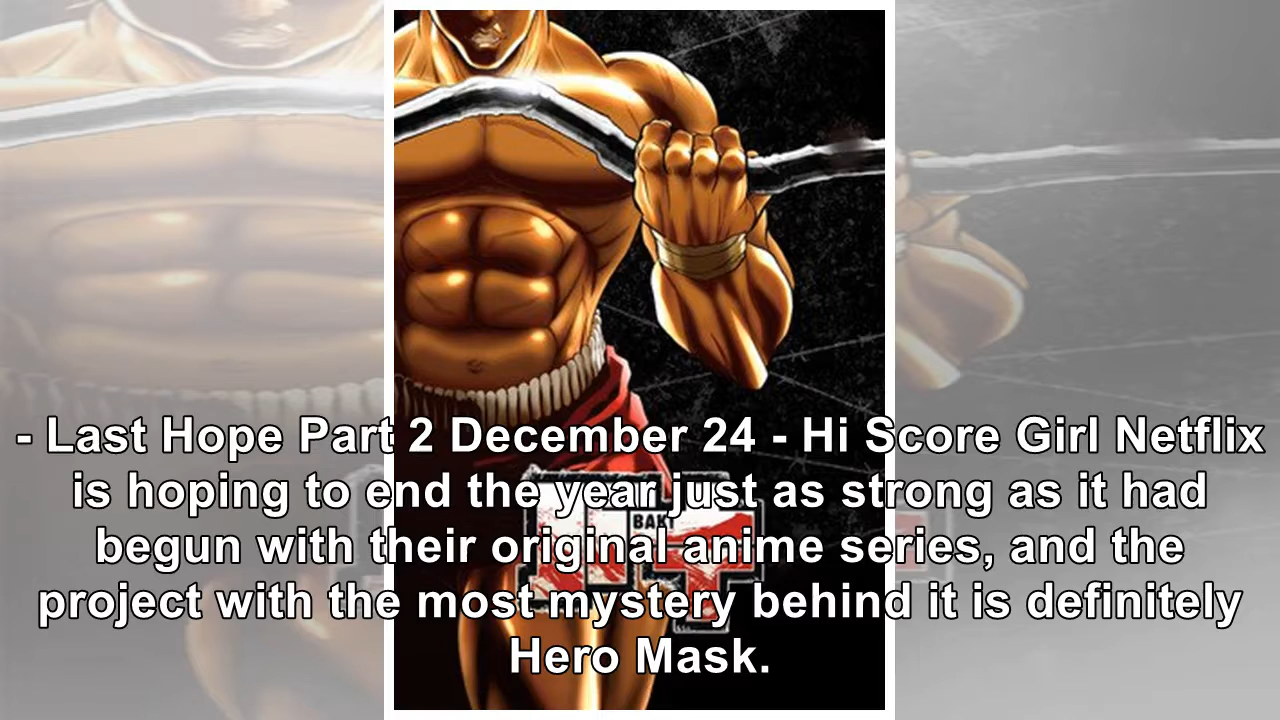 - Last Hope Part 2 December 24 - Hi Score Girl Netflix
is hoping to end the year just as strong as it had
BAKI
begun with their original anime series, and the
project with the most mystery behind it is definitely
Hero Mask.